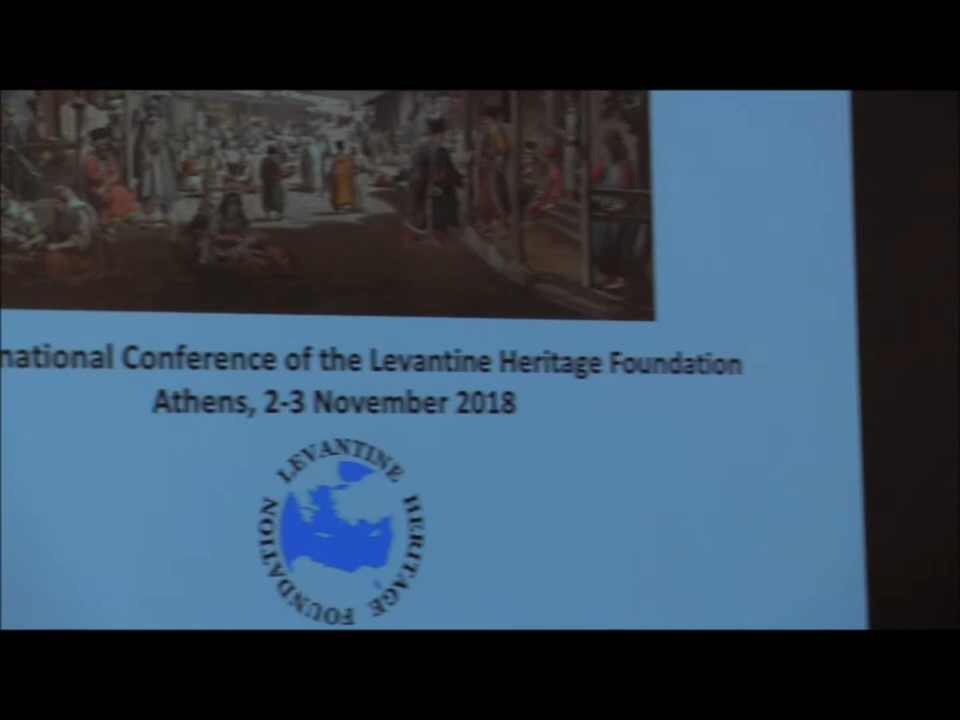 national Conference of the Levantine Heritage Foundation
Athens, 2-3 November 2018
LEVANTINE HERITAGE FOUNDATION